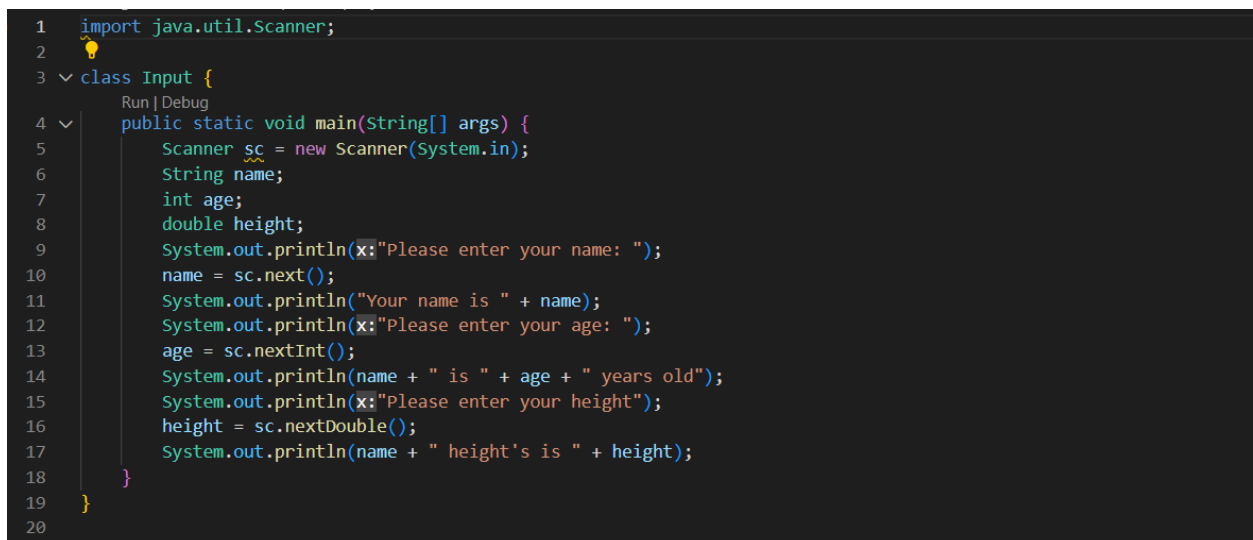 1 import java.util.Scanner;
2
3 class Input {
Run | Debug
4 public static void main(String[] args) {
5 Scanner sc = new Scanner(System.in);
6 String name;
7 int age;
8 double height;
9 System.out.println(x:"Please enter your name: ");
10 name = sc.next();
11 System.out.println("Your name is " + name);
12 System.out.println(x:"Please enter your age: ");
13 age = sc.nextInt();
14 System.out.println(name + " is " + age + " years old");
15 System.out.println(x:"Please enter your height");
16 height = sc.nextDouble();
17 System.out.println(name + " height's is " + height);
18 }
19 }
20